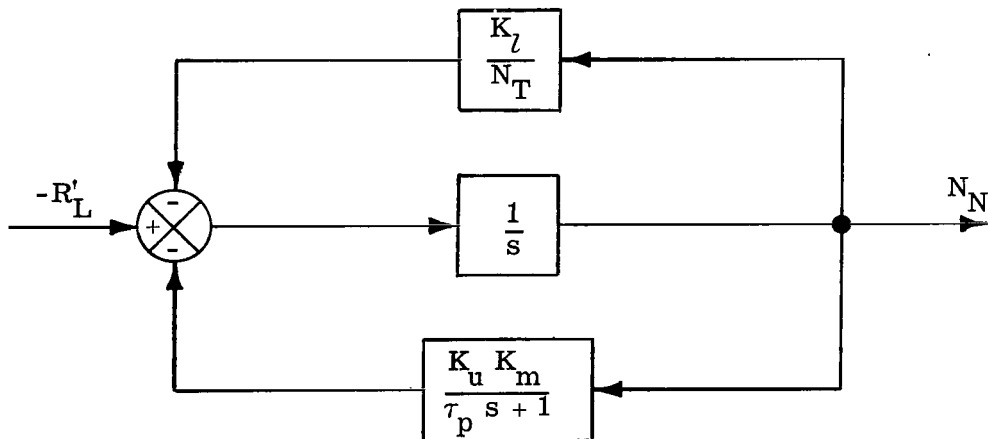 K_l
N_T
-R'_L
-
+
-
1
s
N_N
K_u K_m
τ_p s + 1